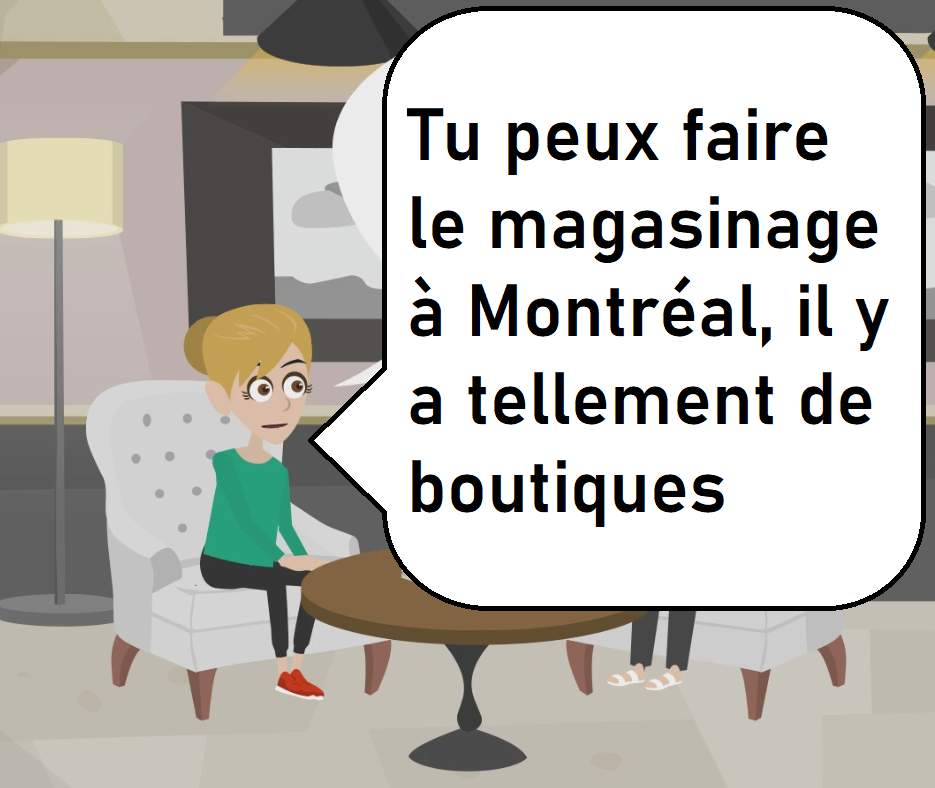 Tu peux faire
le magasinage
à Montréal, il y
a tellement de
boutiques